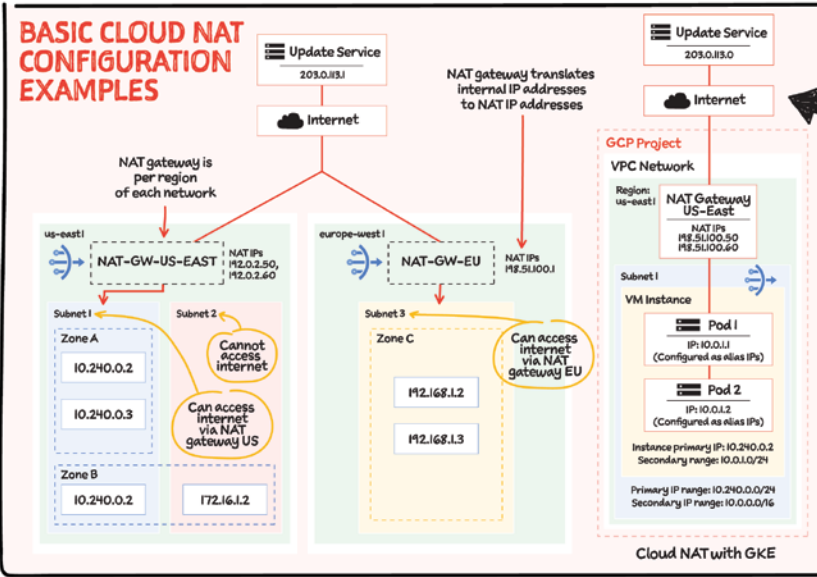 BASIC CLOUD NAT
CONFIGURATION
EXAMPLES
Update Service
203.0.113.1
Internet
NAT gateway translates
internal IP addresses
to NAT IP addresses
NAT gateway is
per region
of each network
us-east1
NAT-GW-US-EAST
NAT IPs
192.0.2.50,
192.0.2.60
Subnet 1
Zone A
10.240.0.2
10.240.0.3
Subnet 2
Cannot
access
internet
Can access
internet
via NAT
gateway US
Zone B
10.240.0.2
172.16.1.2
europe-west1
NAT-GW-EU
NAT IPs
198.51.100.1
Subnet 3
Zone C
Can access
internet
via NAT
gateway EU
192.168.1.2
192.168.1.3
Update Service
203.0.113.0
Internet
GCP Project
VPC Network
Region:
us-east1
NAT Gateway
US-East
NAT IPs
198.51.100.50
198.51.100.60
Subnet 1
VM Instance
Pod 1
IP: 10.0.1.1
(Configured as alias IPs)
Pod 2
IP: 10.0.1.2
(Configured as alias IPs)
Instance primary IP: 10.240.0.2
Secondary range: 10.0.1.0/24
Primary IP range: 10.240.0.0/24
Secondary IP range: 10.0.0.0/16
Cloud NAT with GKE